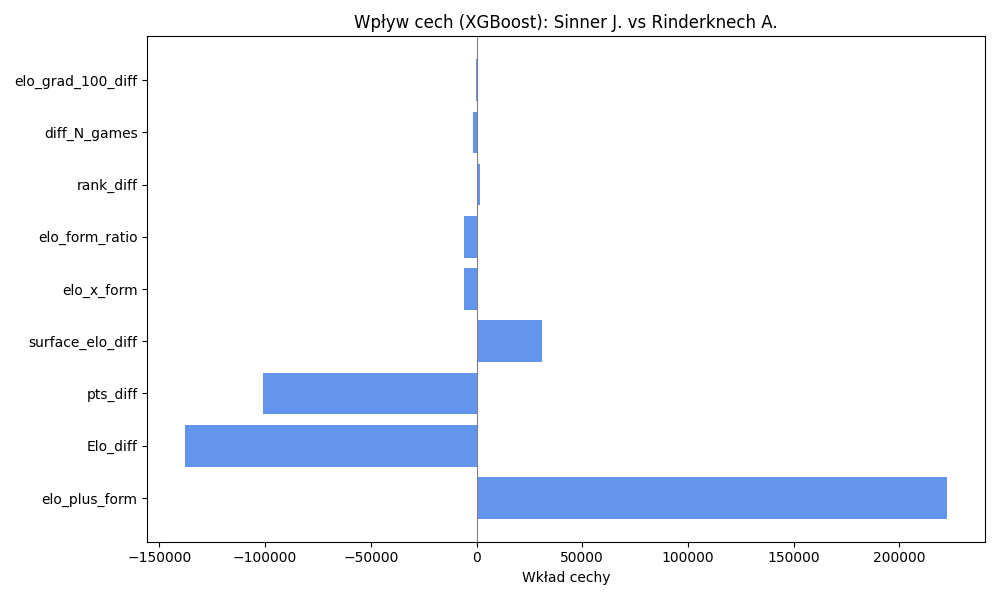 Wpływ cech (XGBoost): Sinner J. vs Rinderknech A.
elo_grad_100_diff
diff_N_games
rank_diff
elo_form_ratio
elo_x_form
surface_elo_diff
pts_diff
Elo_diff
elo_plus_form
−150000 −100000 −50000 0 50000 100000 150000 200000
Wkład cechy